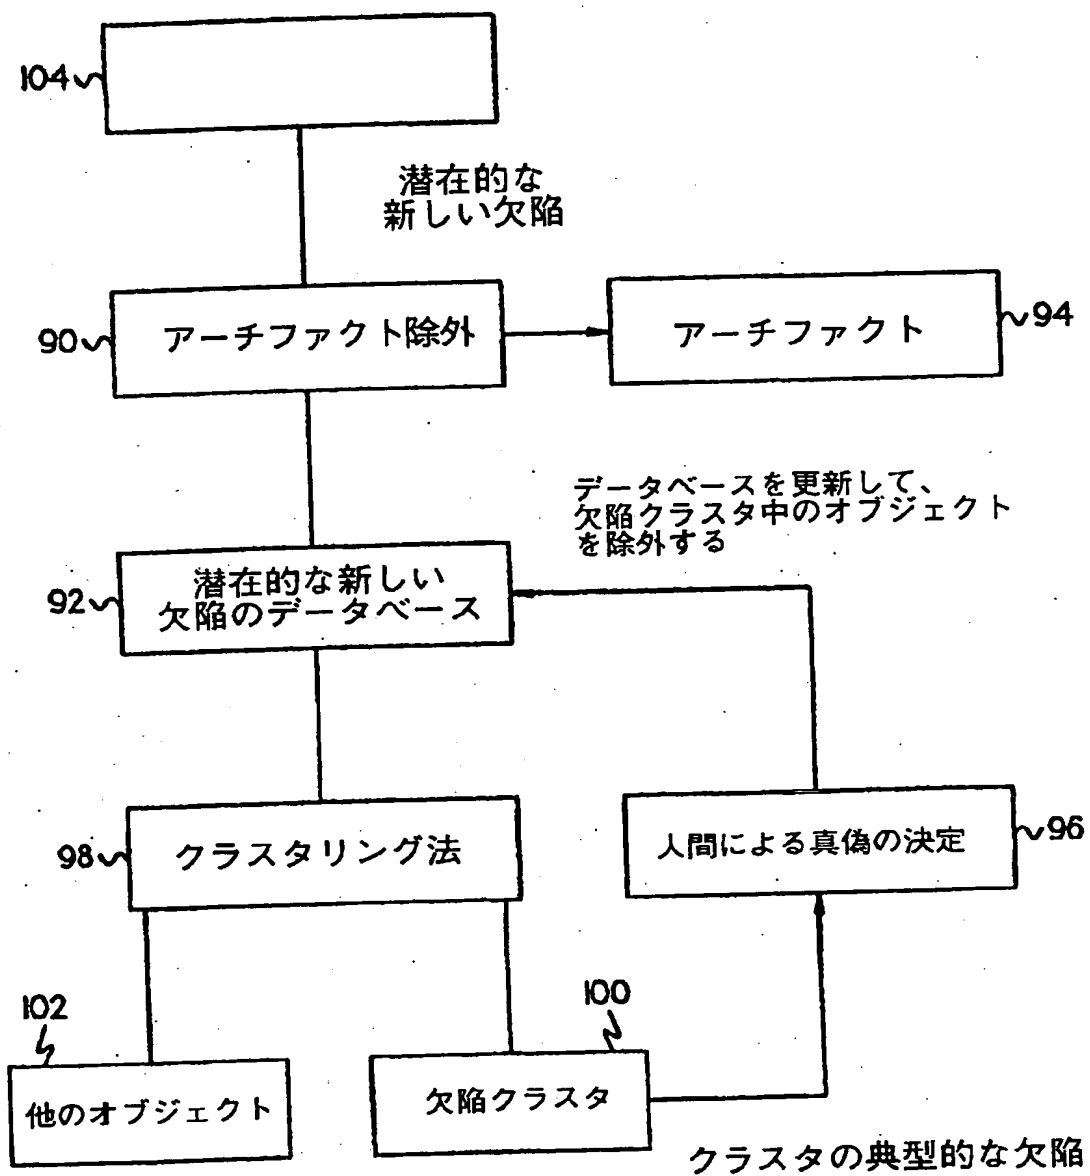 104
潜在的な
新しい欠陥
90
アーチファクト除外
アーチファクト
94
データベースを更新して、
欠陥クラスタ中のオブジェクト
を除外する
92
潜在的な新しい
欠陥のデータベース
98
クラスタリング法
人間による真偽の決定
96
102
100
他のオブジェクト
欠陥クラスタ
クラスタの典型的な欠陥